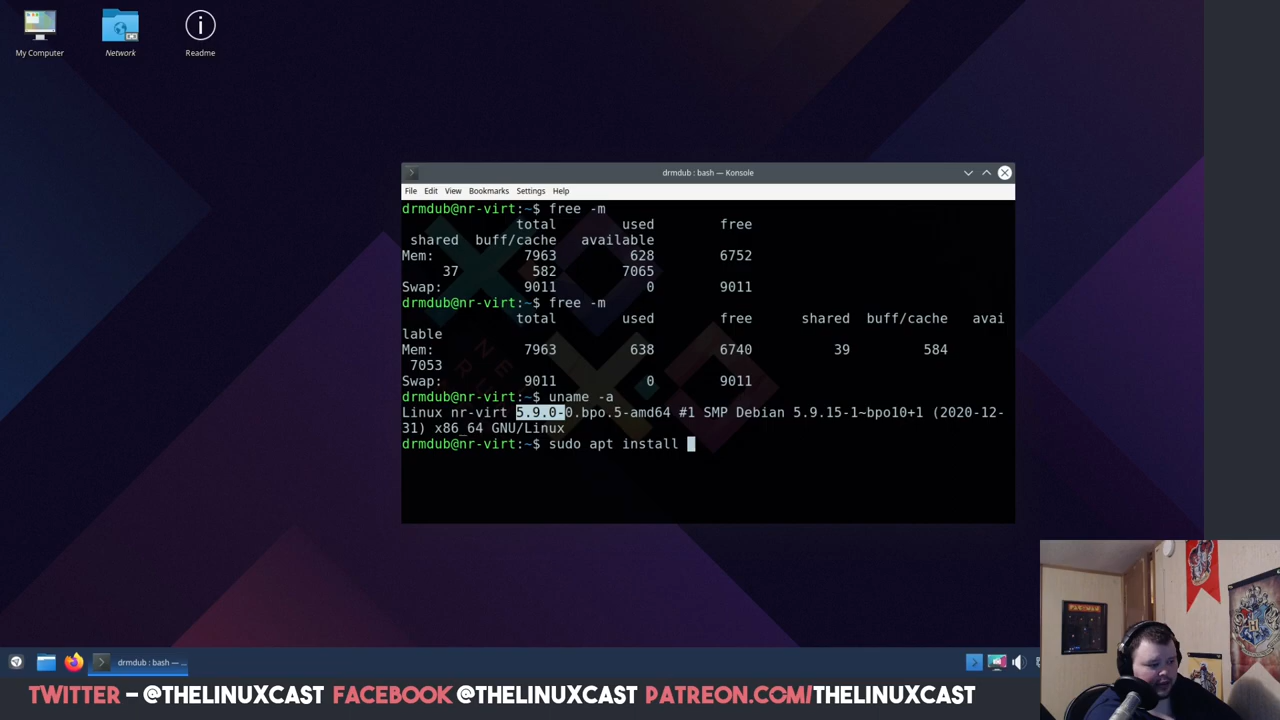 My Computer
Network
Readme
drmdub : bash — Konsole
File Edit View Bookmarks Settings Help
drmdub@nr-virt:~$ free -m
total used free
shared buff/cache available
Mem: 7963 628 6752
37 582 7065
Swap: 9011 0 9011
drmdub@nr-virt:~$ free -m
total used free shared buff/cache avai
lable
Mem: 7963 638 6740 39 584
7053
Swap: 9011 0 9011
drmdub@nr-virt:~$ uname -a
Linux nr-virt 5.9.0-0.bpo.5-amd64 #1 SMP Debian 5.9.15-1~bpo10+1 (2020-12-
31) x86_64 GNU/Linux
drmdub@nr-virt:~$ sudo apt install
PAC-MAN
drmdub : bash — ...
TWITTER – @THELINUXCAST FACEBOOK @THELINUXCAST PATREON.COM/THELINUXCAST